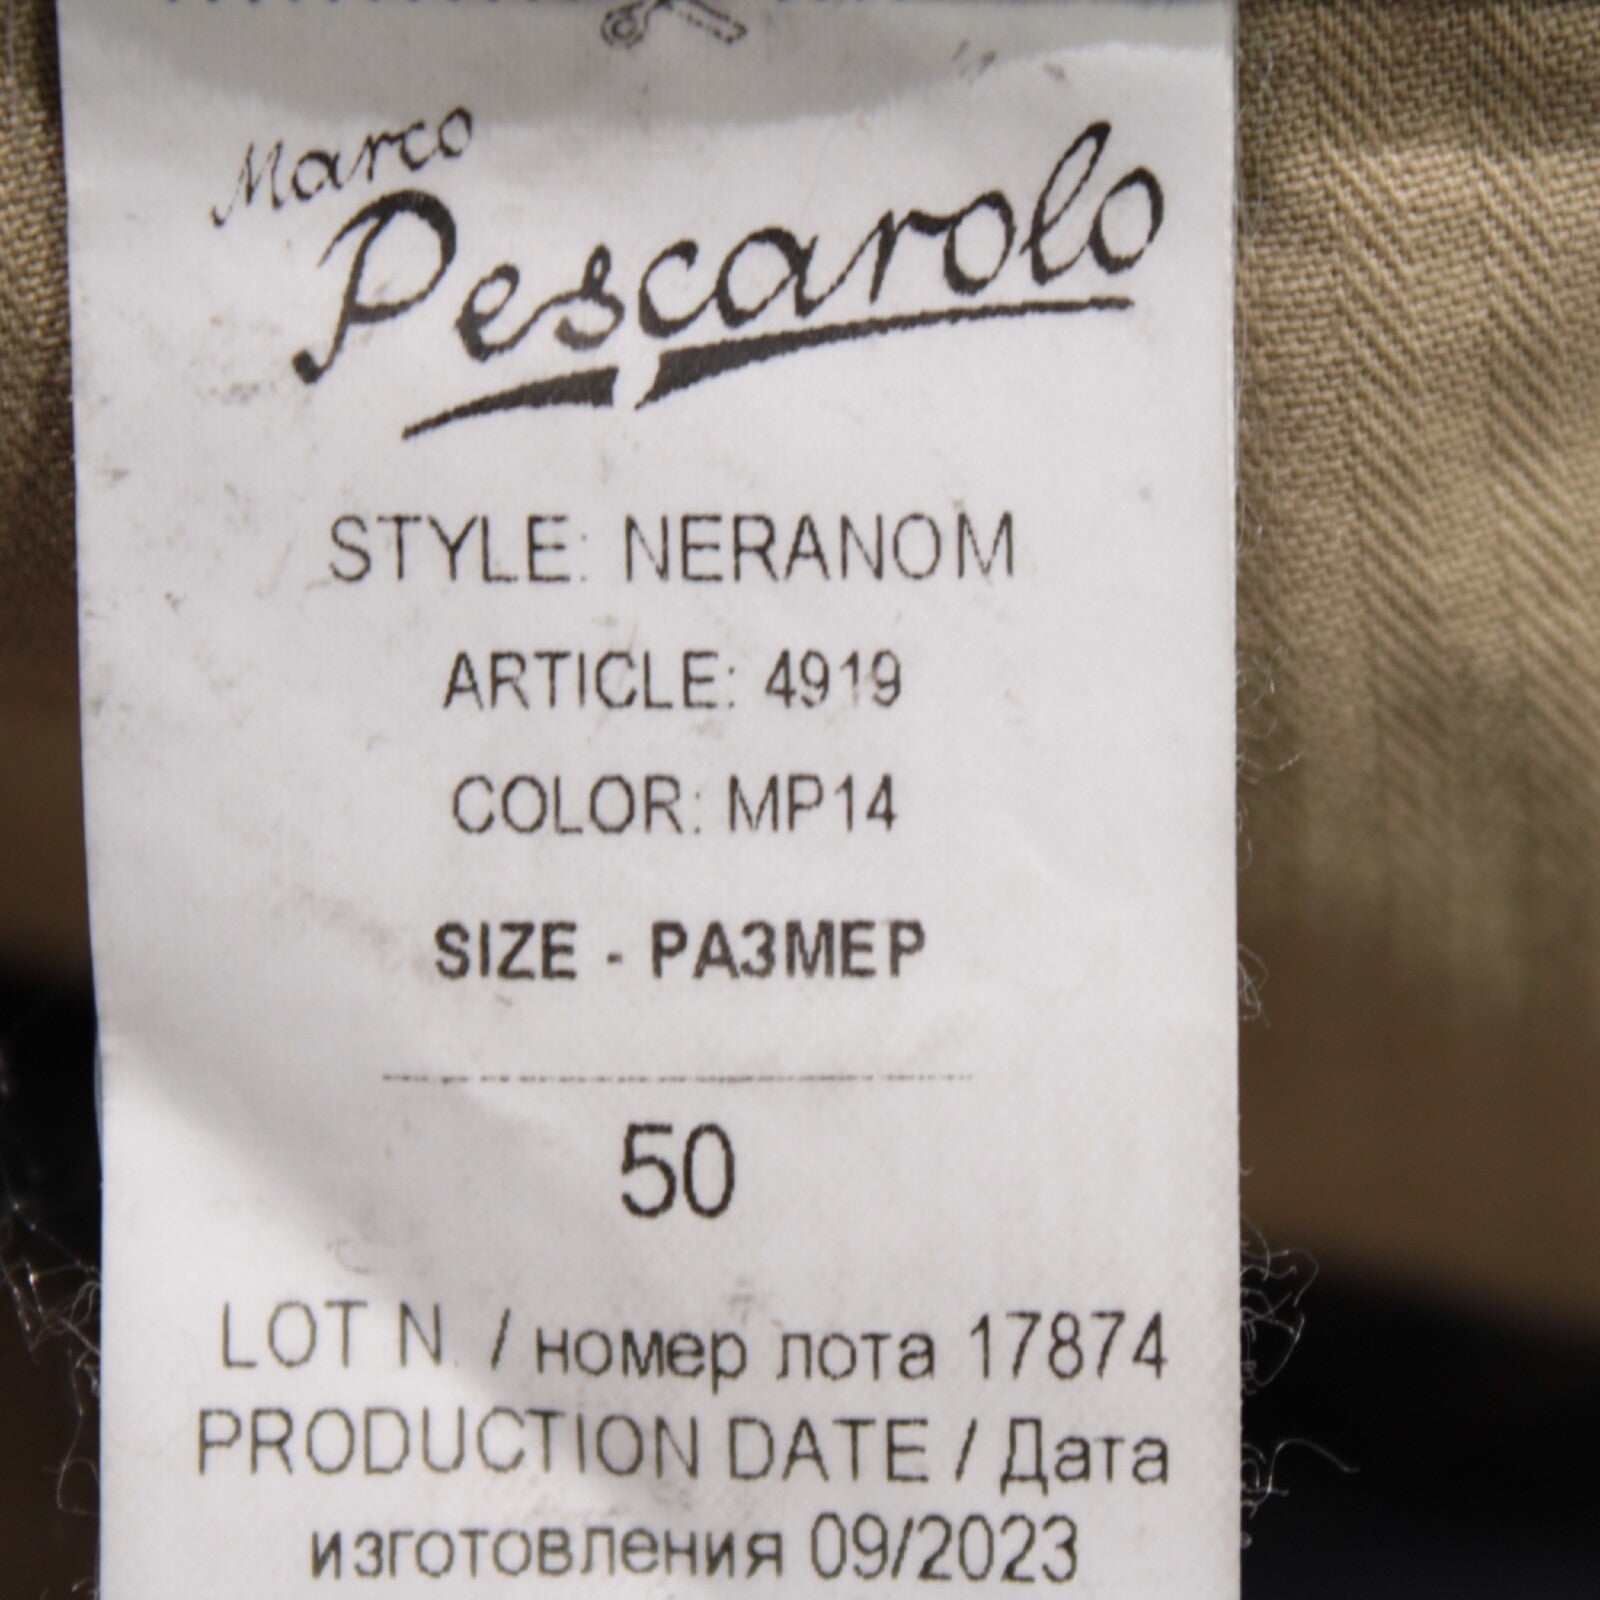 Marco
Pescarolo
STYLE: NERANOM
ARTICLE: 4919
COLOR: MP14
SIZE - РАЗМЕР
50
LOT N. / номер лота 17874
PRODUCTION DATE / Дата
изготовления 09/2023